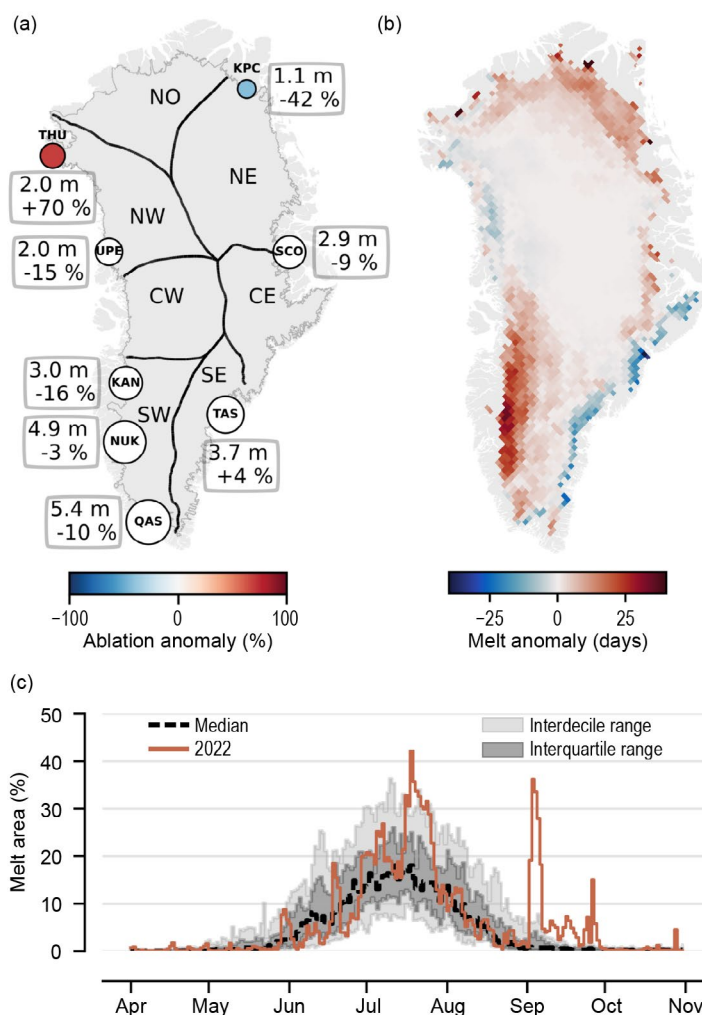 (a)
KPC
1.1 m
-42 %
NO
THU
2.0 m
+70 %
NE
NW
UPE
2.0 m
-15 %
SCO
2.9 m
-9 %
CW
CE
KAN
3.0 m
-16 %
SE
SW
TAS
3.7 m
+4 %
NUK
4.9 m
-3 %
QAS
5.4 m
-10 %
−100
0
100
Ablation anomaly (%)
(b)
−25
0
25
Melt anomaly (days)
(c)
Median
2022
Interdecile range
Interquartile range
Melt area (%)
50
40
30
20
10
0
Apr May Jun Jul Aug Sep Oct Nov